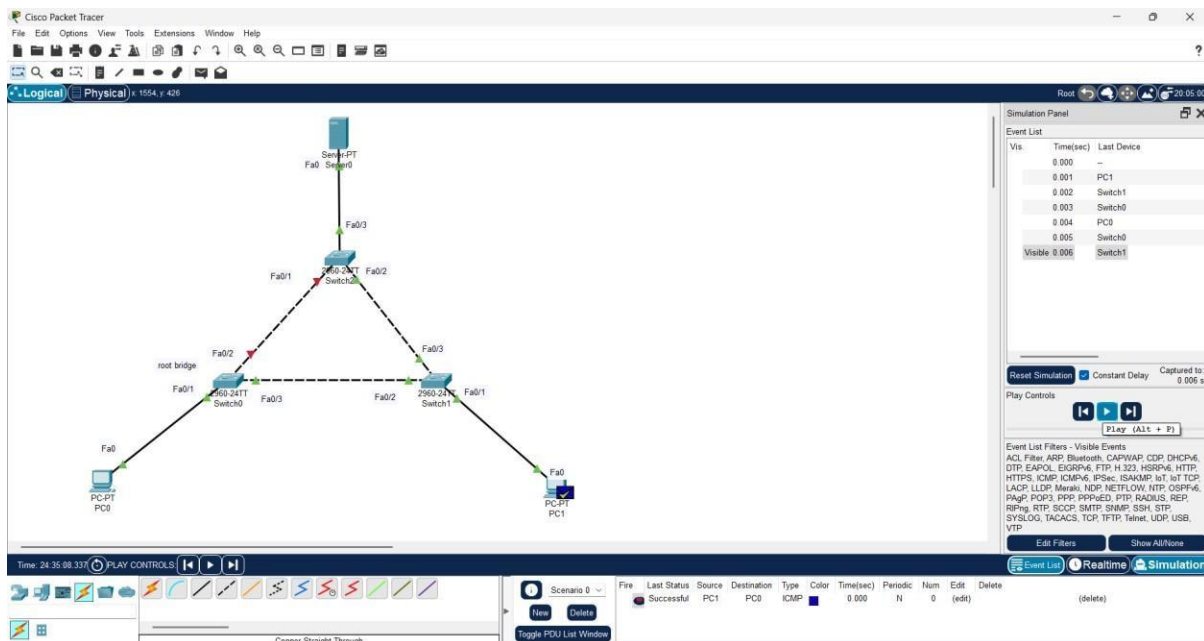 Cisco Packet Tracer
File Edit Options View Tools Extensions Window Help
?
Logical Physical x: 1554, y: 426
Root 20:05:00
Simulation Panel
Event List
Vis. Time(sec) Last Device
0.000 --
0.001 PC1
0.002 Switch1
0.003 Switch0
0.004 PC0
0.005 Switch0
Visible 0.006 Switch1
Reset Simulation Constant Delay Captured to:
0.006 s
Play Controls
Play (Alt + P)
Event List Filters - Visible Events
ACL Filter, ARP, Bluetooth, CAPWAP, CDP, DHCPv6,
DTP, EAPOL, EIGRPv6, FTP, H.323, HSRPv6, HTTP,
HTTPS, ICMP, ICMPv6, IPSec, ISAKMP, IoT, IoT TCP,
LACP, LLDP, Meraki, NDP, NETFLOW, NTP, OSPFv6,
PAgP, POP3, PPP, PPPoED, PTP, RADIUS, REP,
RIPng, RTP, SCCP, SMTP, SNMP, SSH, STP,
SYSLOG, TACACS, TCP, TFTP, Telnet, UDP, USB,
VTP
Edit Filters Show All/None
Server-PT
Fa0 Server0
Fa0/3
2960-24TT
Switch2
Fa0/1
Fa0/2
Fa0/2
Fa0/3
root bridge
Fa0/1
2960-24TT
Switch0
Fa0/3
Fa0/2
2960-24TT
Switch1
Fa0/1
Fa0
PC-PT
PC0
Fa0
PC-PT
PC1
Time: 24:35:08.337 PLAY CONTROLS:
Event List Realtime Simulation
Scenario 0
New Delete
Toggle PDU List Window
Fire Last Status Source Destination Type Color Time(sec) Periodic Num Edit Delete
Successful PC1 PC0 ICMP 0.000 N 0 (edit) (delete)
Copper Straight-Through